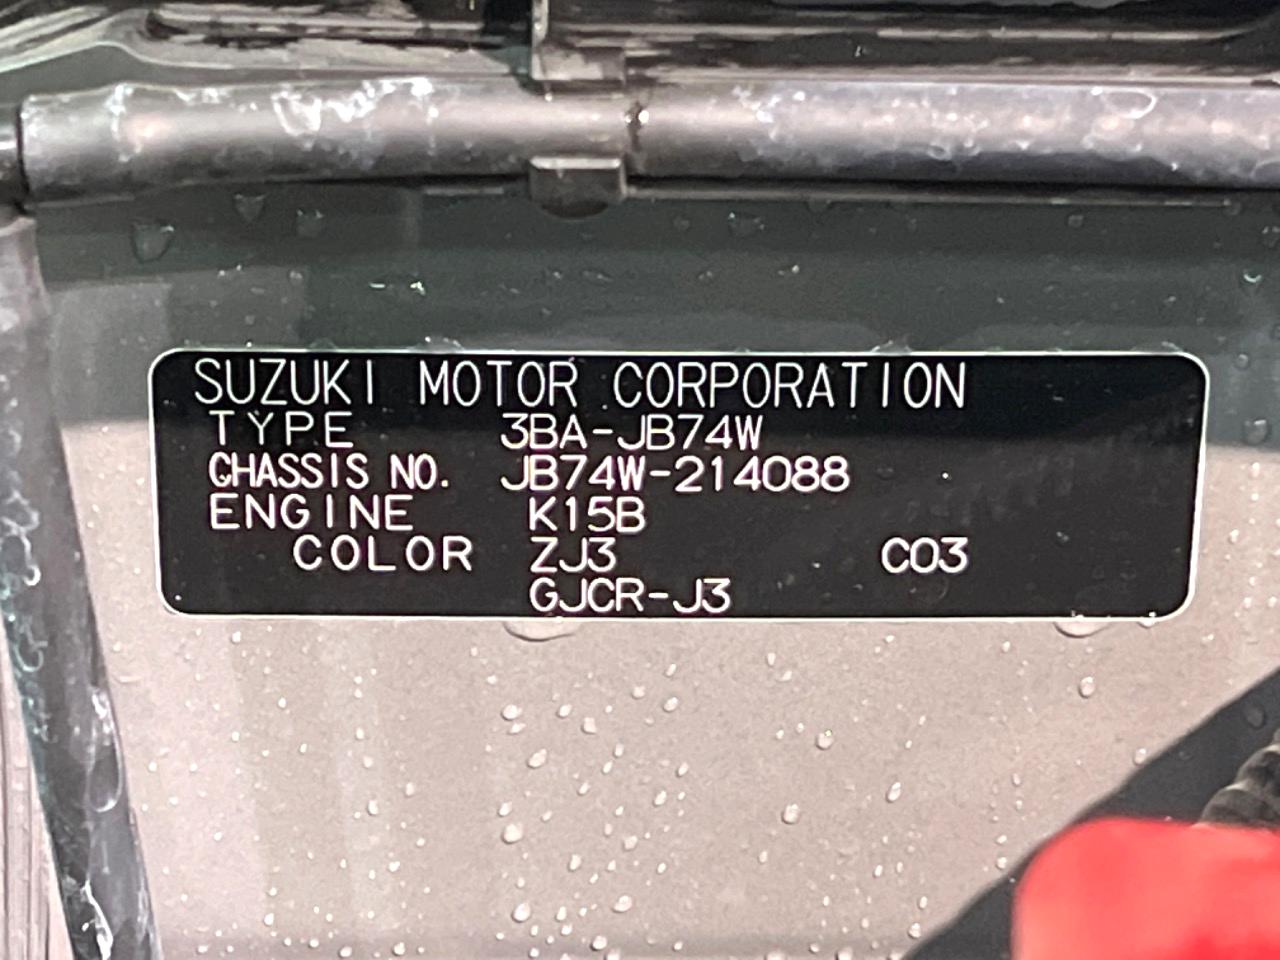 SUZUKI MOTOR CORPORATION
TYPE 3BA-JB74W
CHASSIS NO. JB74W-214088
ENGINE K15B
COLOR ZJ3 C03
GJCR-J3